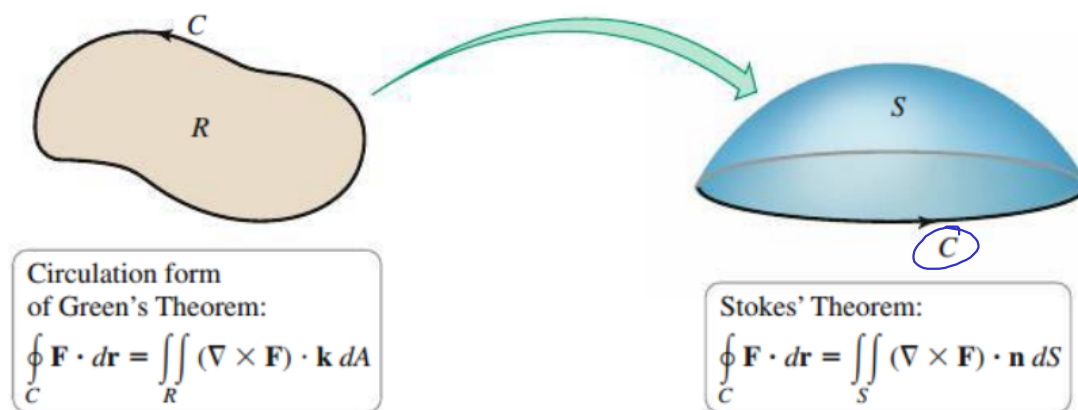 C
R
S
C
Circulation form
of Green's Theorem:
∮_C F · dr = ∬_R (∇ × F) · k dA
Stokes' Theorem:
∮_C F · dr = ∬_S (∇ × F) · n dS